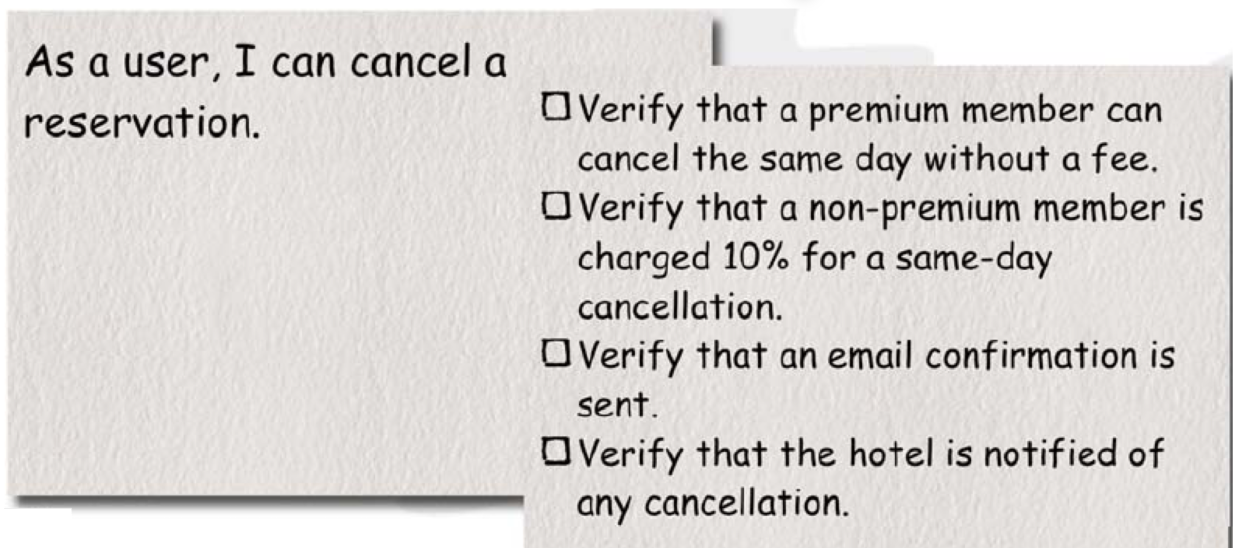 As a user, I can cancel a
reservation.
☐ Verify that a premium member can
cancel the same day without a fee.
☐ Verify that a non-premium member is
charged 10% for a same-day
cancellation.
☐ Verify that an email confirmation is
sent.
☐ Verify that the hotel is notified of
any cancellation.